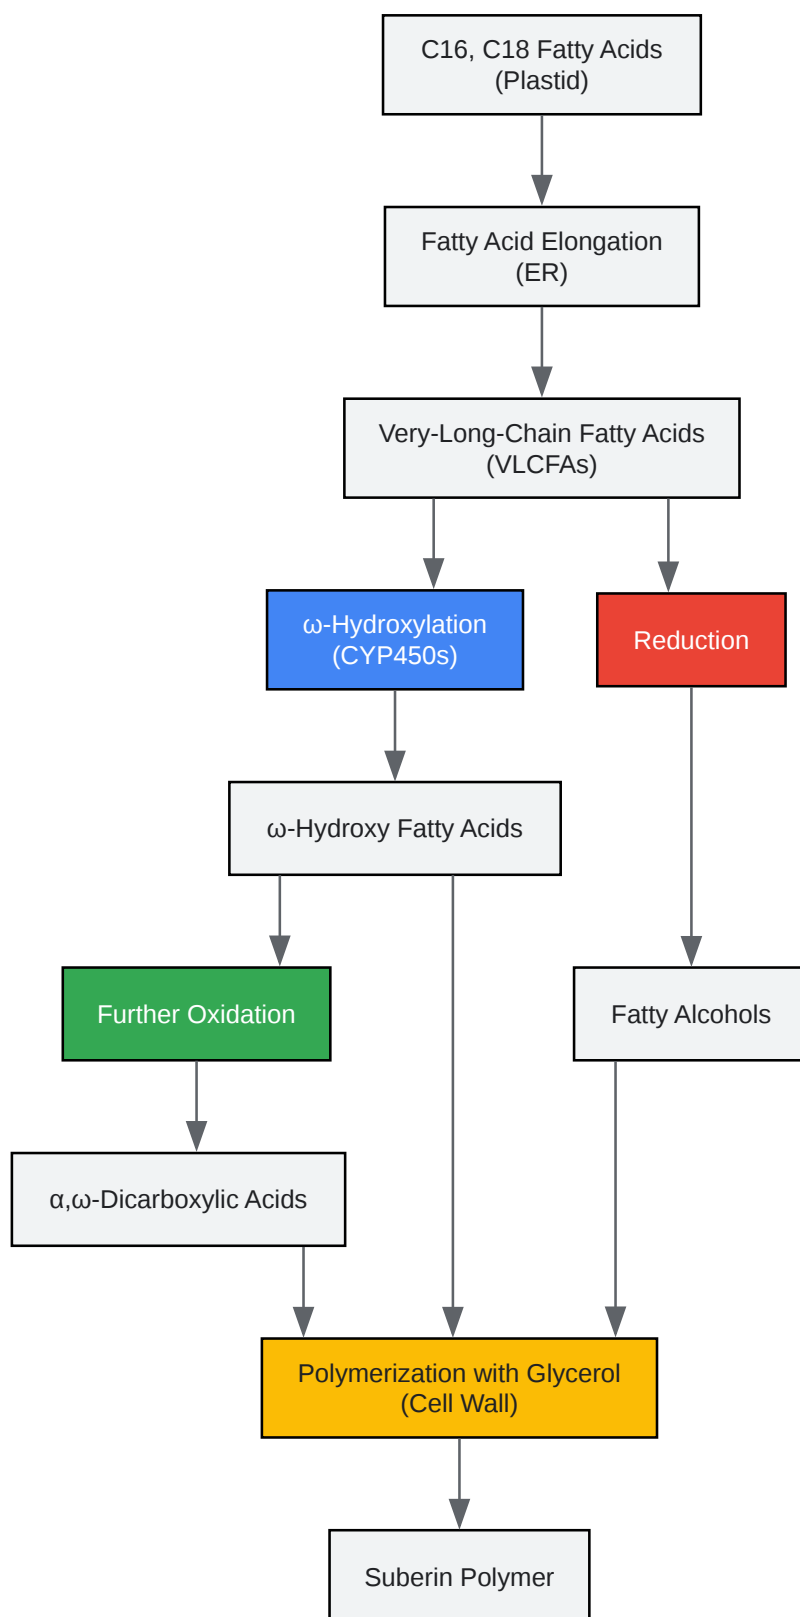 C16, C18 Fatty Acids
(Plastid)
Fatty Acid Elongation
(ER)
Very-Long-Chain Fatty Acids
(VLCFAs)
ω-Hydroxylation
(CYP450s)
Reduction
ω-Hydroxy Fatty Acids
Further Oxidation
Fatty Alcohols
α,ω-Dicarboxylic Acids
Polymerization with Glycerol
(Cell Wall)
Suberin Polymer